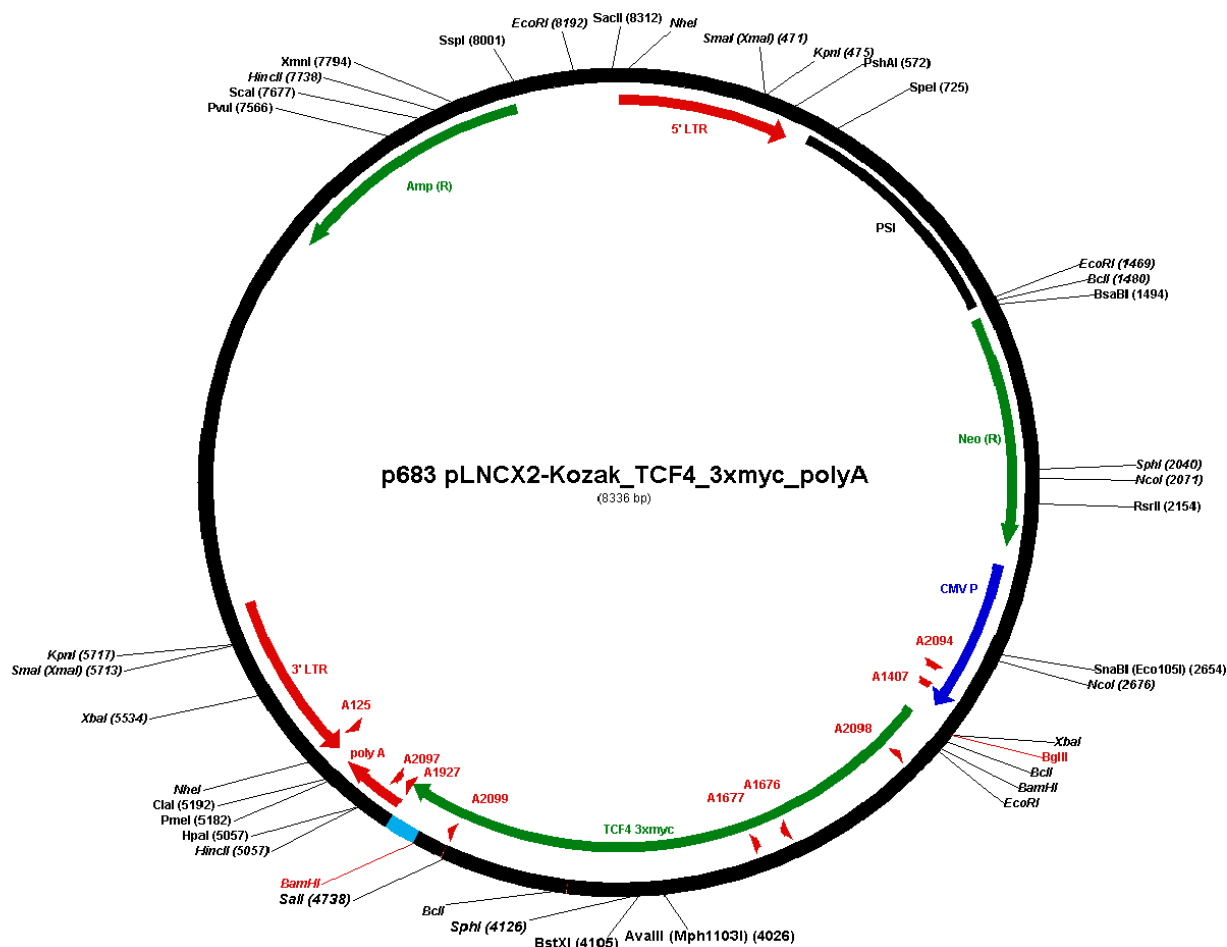 SacII (8312)
EcoRI (8192)
NheI
SspI (8001)
SmaI (XmaI) (471)
KpnI (475)
XmnI (7794)
PshAI (572)
HincII (7738)
SpeI (725)
ScaI (7677)
PvuI (7566)
5' LTR
Amp (R)
PSI
EcoRI (1469)
BclI (1480)
BsaBI (1494)
Neo (R)
p683 pLNCX2-Kozak_TCF4_3xmyc_polyA
(8336 bp)
SphI (2040)
NcoI (2071)
RsrII (2154)
CMV P
A2094
A1407
SnaBI (Eco105I) (2654)
NcoI (2676)
KpnI (5717)
SmaI (XmaI) (5713)
3' LTR
XbaI (5534)
A125
A2098
XbaI
BglII
BclI
BamHI
EcoRI
poly A
A2097
A1927
A2099
A1676
A1677
TCF4 3xmyc
NheI
ClaI (5192)
PmeI (5182)
HpaI (5057)
HincII (5057)
BamHI
SalI (4738)
BclI
SphI (4126)
BstXI (4105)
AvaIII (Mph1103I) (4026)